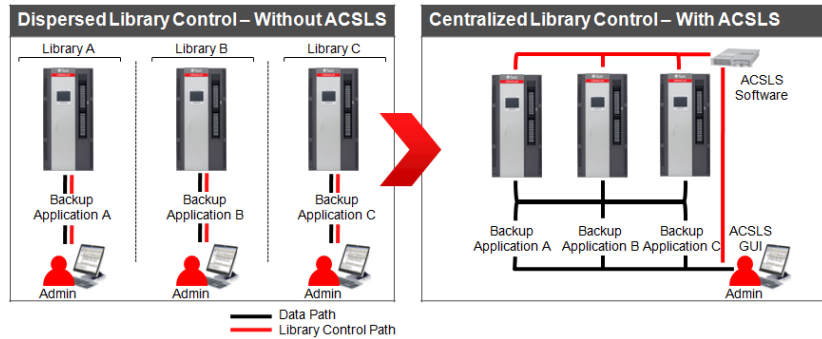 Dispersed Library Control – Without ACSLS
Library A
Library B
Library C
Backup
Application A
Backup
Application B
Backup
Application C
Admin
Admin
Admin
Centralized Library Control – With ACSLS
ACSLS
Software
Backup
Application A
Backup
Application B
Backup
Application C
ACSLS
GUI
Admin
Data Path
Library Control Path